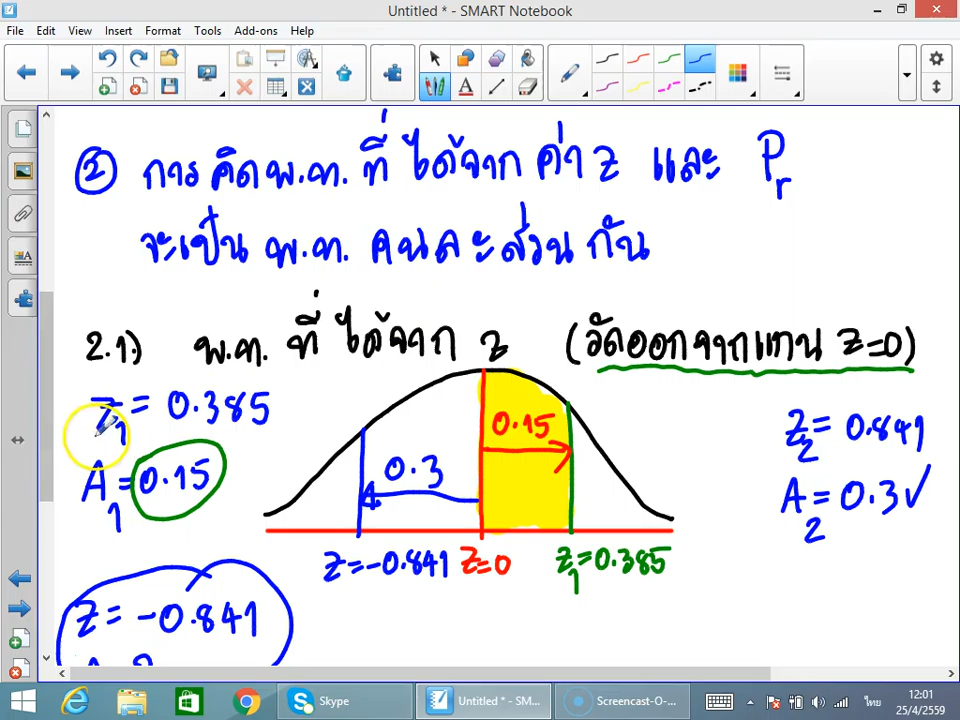 Untitled * - SMART Notebook
File Edit View Insert Format Tools Add-ons Help
② การคิดพ.ท.ที่ได้จาก ค่า Z และ Pr
จะเป็น พ.ท. คนละส่วนกัน
2.1.) พ.ท. ที่ได้จาก Z (วัดออกจากแกน Z=0)
Z1 = 0.385
A1 = 0.15
0.3
0.15
Z2 = 0.841
A2 = 0.3 ✓
Z=-0.841 Z=0 Z1=0.385
Z = -0.841
Skype
Untitled * - SM...
Screencast-O-...
ไทย
12:01
25/4/2559